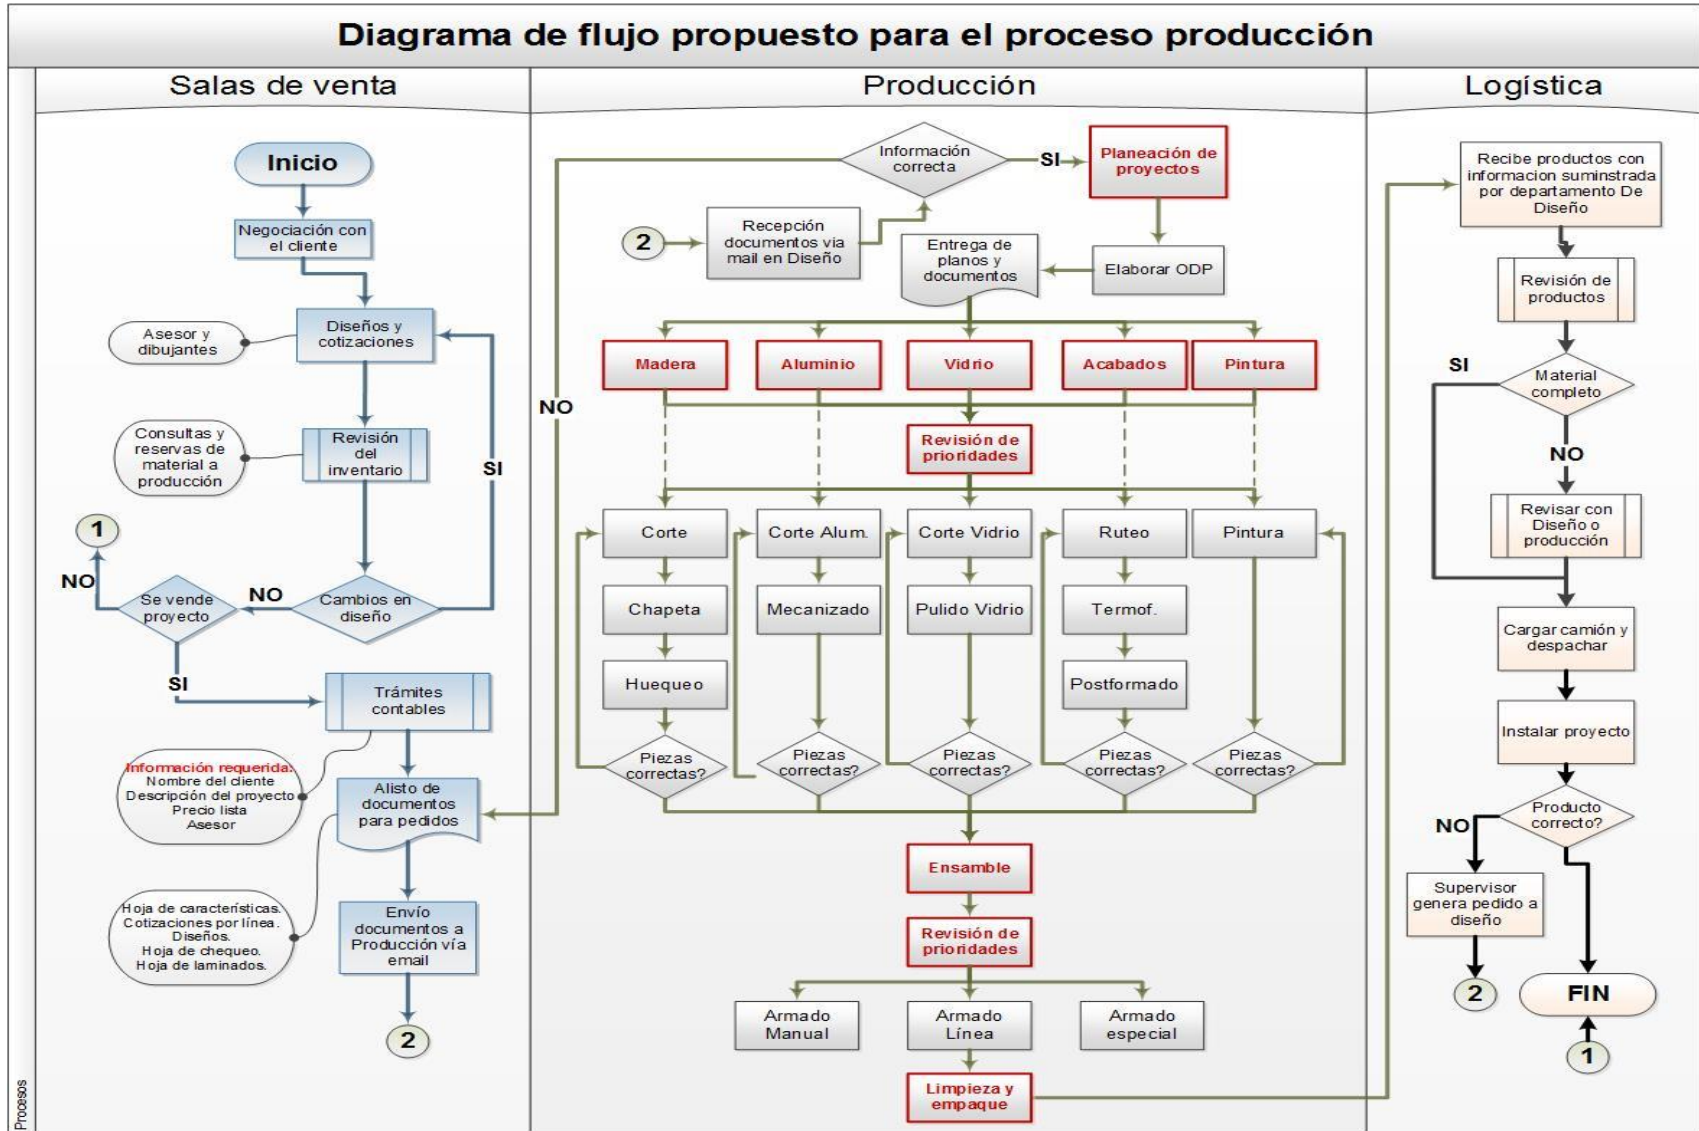 Diagrama de flujo propuesto para el proceso producción
Salas de venta
Inicio
Negociación con
el cliente
Diseños y
cotizaciones
Asesor y
dibujantes
Revisión
del
inventario
Consultas y
reservas de
material a
producción
SI
1
NO
Se vende
proyecto
NO
Cambios en
diseño
SI
Trámites
contables
Información requerida:
Nombre del cliente
Descripción del proyecto
Precio lista
Asesor
Alisto de
documentos
para pedidos
Hoja de características.
Cotizaciones por línea.
Diseños.
Hoja de chequeo.
Hoja de laminados.
Envío
documentos a
Producción vía
email
2
Producción
Información
correcta
SI
Planeación de
proyectos
NO
2
Recepción
documentos via
mail en Diseño
Entrega de
planos y
documentos
Elaborar ODP
Madera
Aluminio
Vidrio
Acabados
Pintura
Revisión de
prioridades
Corte
Corte Alum.
Corte Vidrio
Ruteo
Pintura
Chapeta
Mecanizado
Pulido Vidrio
Termof.
Huequeo
Postformado
Piezas
correctas?
Piezas
correctas?
Piezas
correctas?
Piezas
correctas?
Piezas
correctas?
Ensamble
Revisión de
prioridades
Armado
Manual
Armado
Línea
Armado
especial
Limpieza y
empaque
Logística
Recibe productos con
informacion suminstrada
por departamento De
Diseño
Revisión de
productos
SI
Material
completo
NO
Revisar con
Diseño o
producción
Cargar camión y
despachar
Instalar proyecto
Producto
correcto?
NO
Supervisor
genera pedido a
diseño
2
FIN
1
Procesos